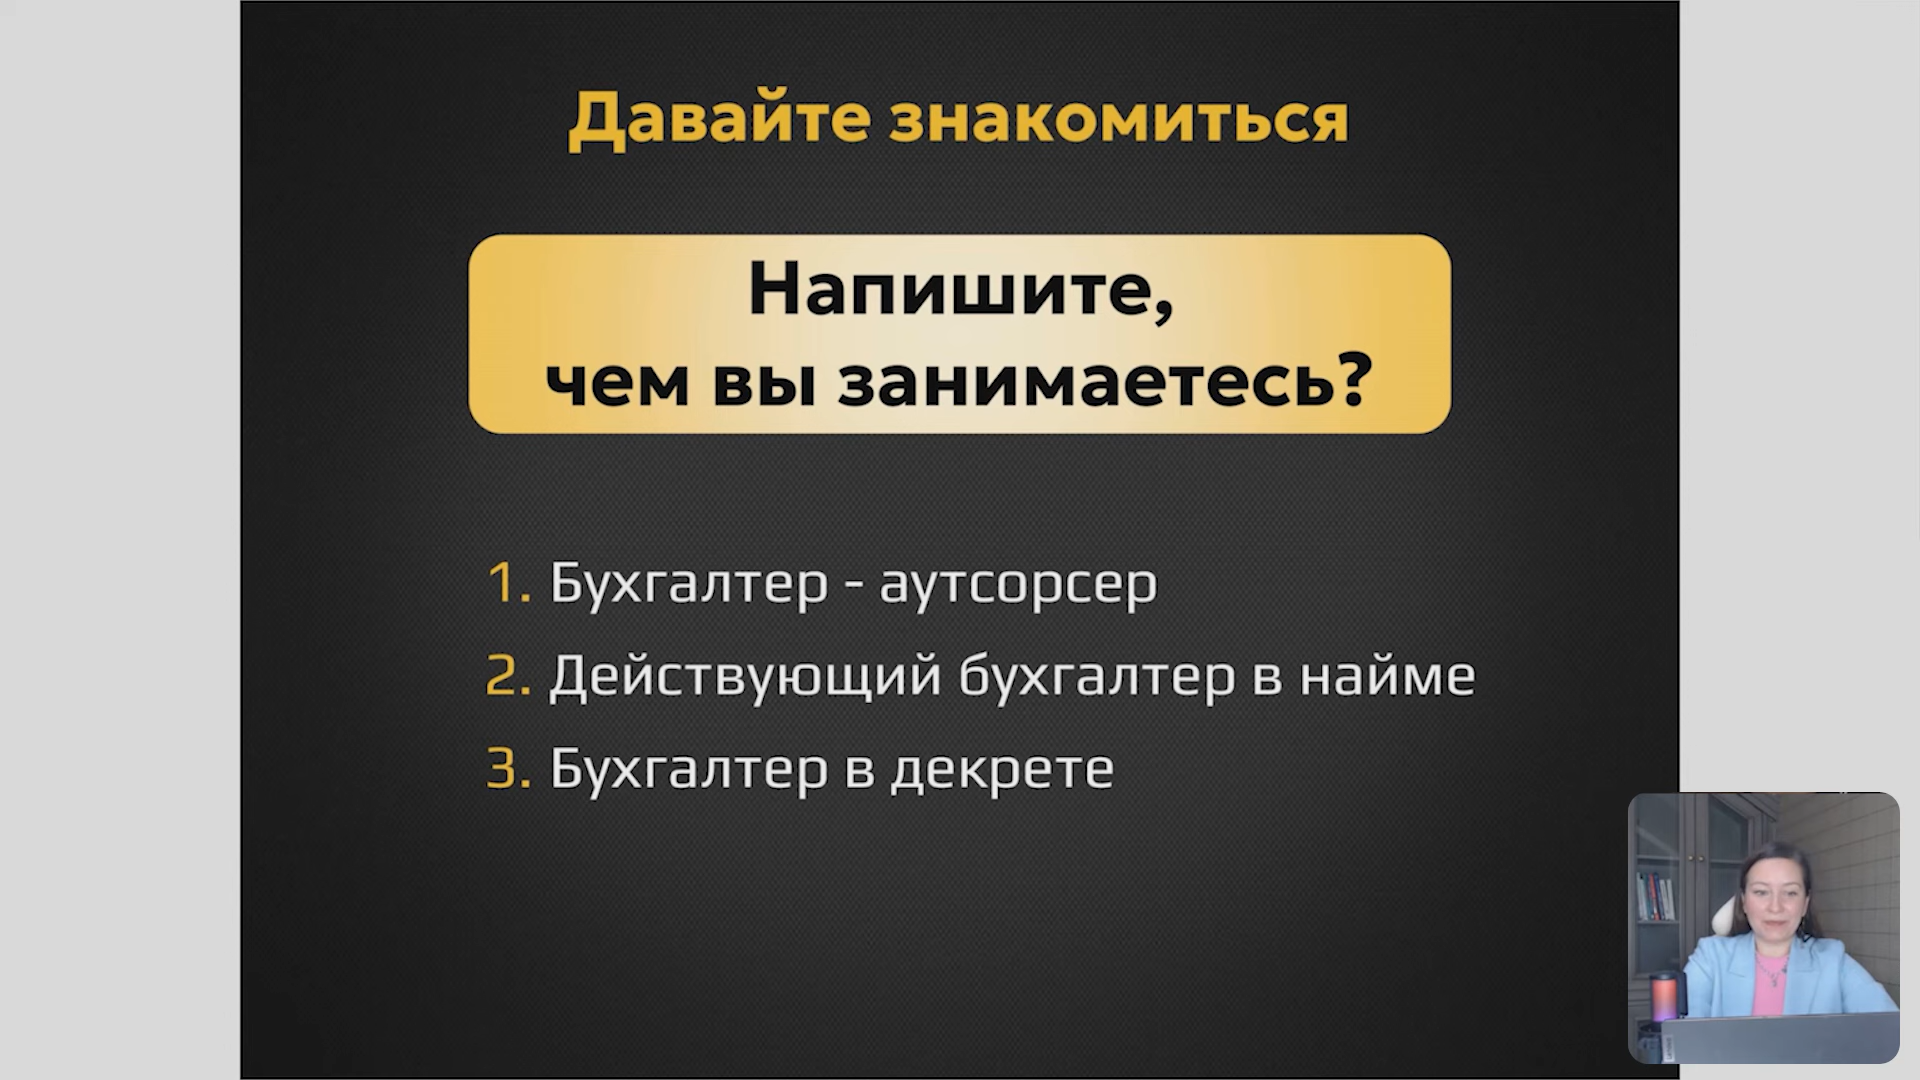 Давайте знакомиться
Напишите,
чем вы занимаетесь?
1. Бухгалтер - аутсорсер
2. Действующий бухгалтер в найме
3. Бухгалтер в декрете